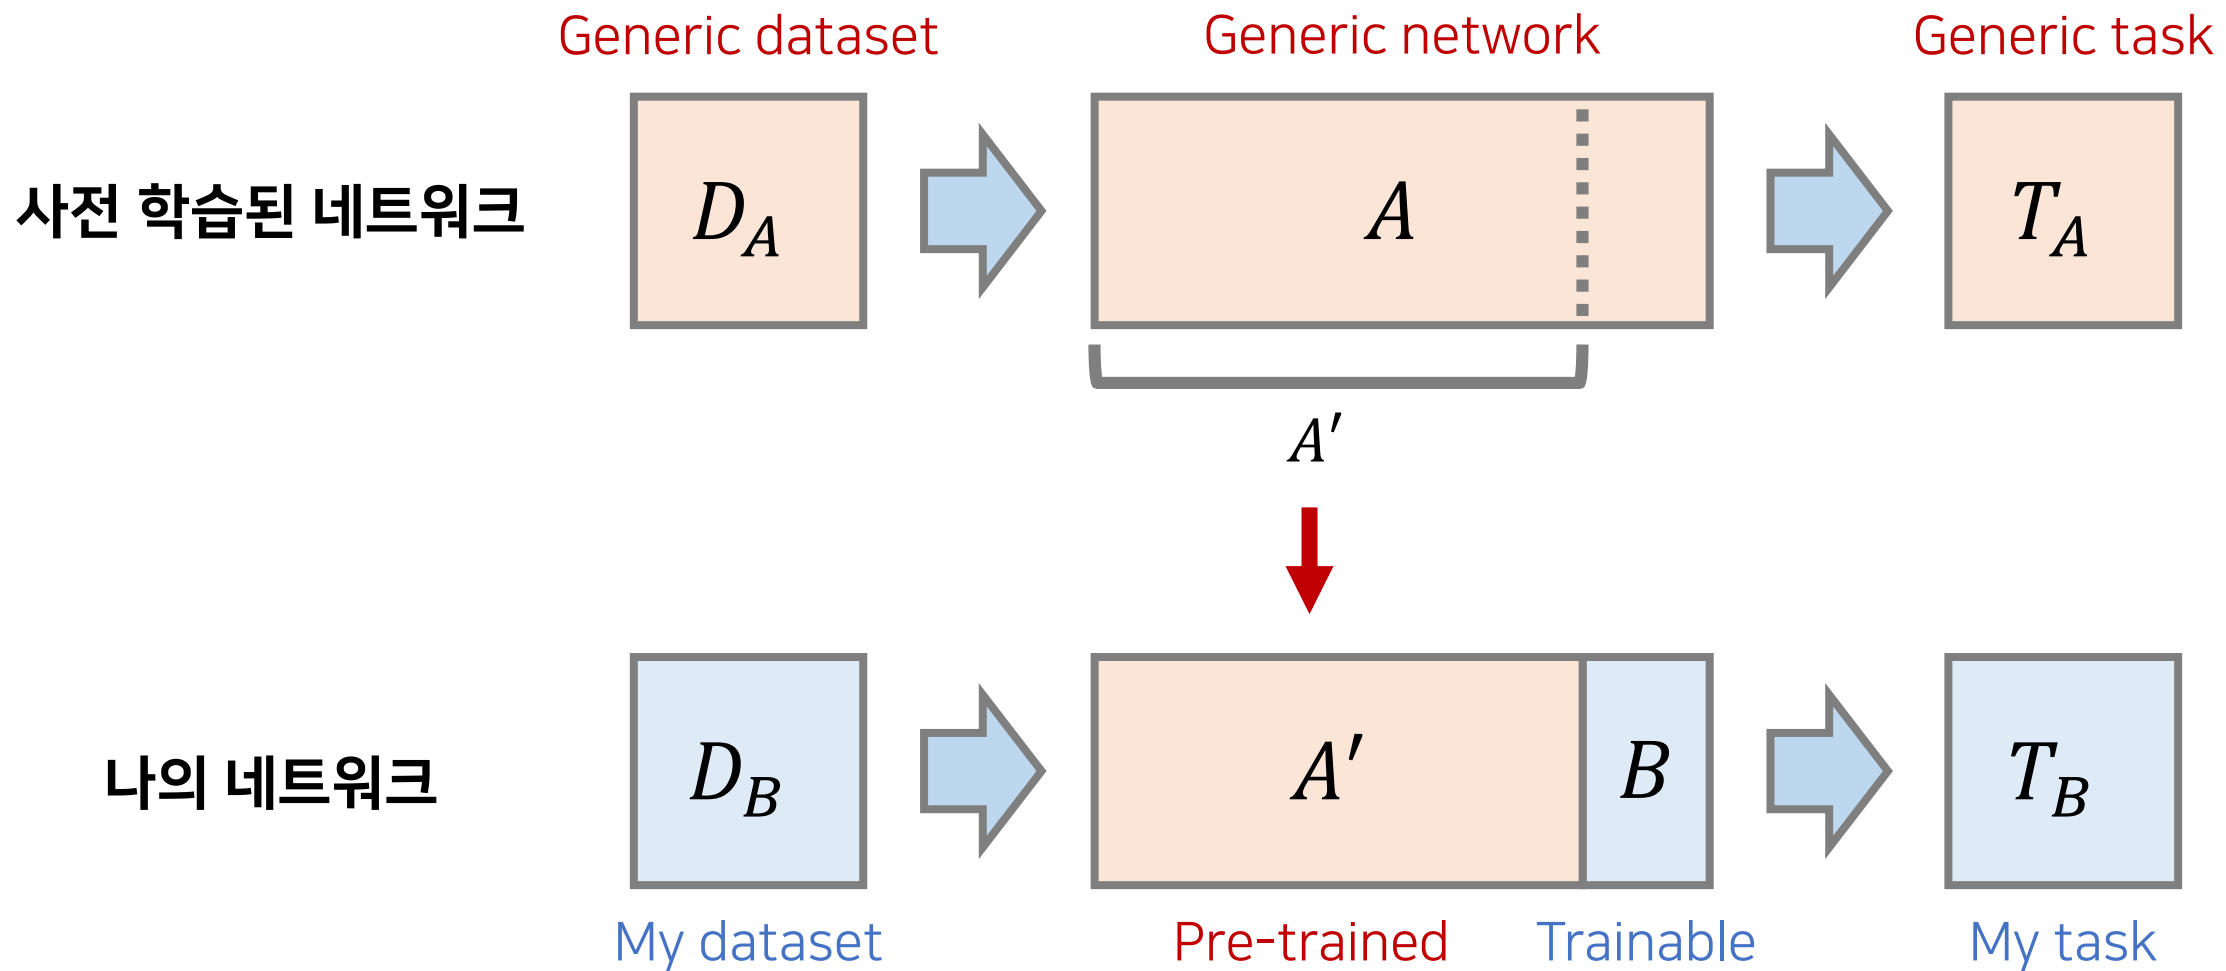 Generic dataset
Generic network
Generic task
사전 학습된 네트워크
D_A
A
T_A
A′
나의 네트워크
D_B
A′
B
T_B
My dataset
Pre-trained
Trainable
My task